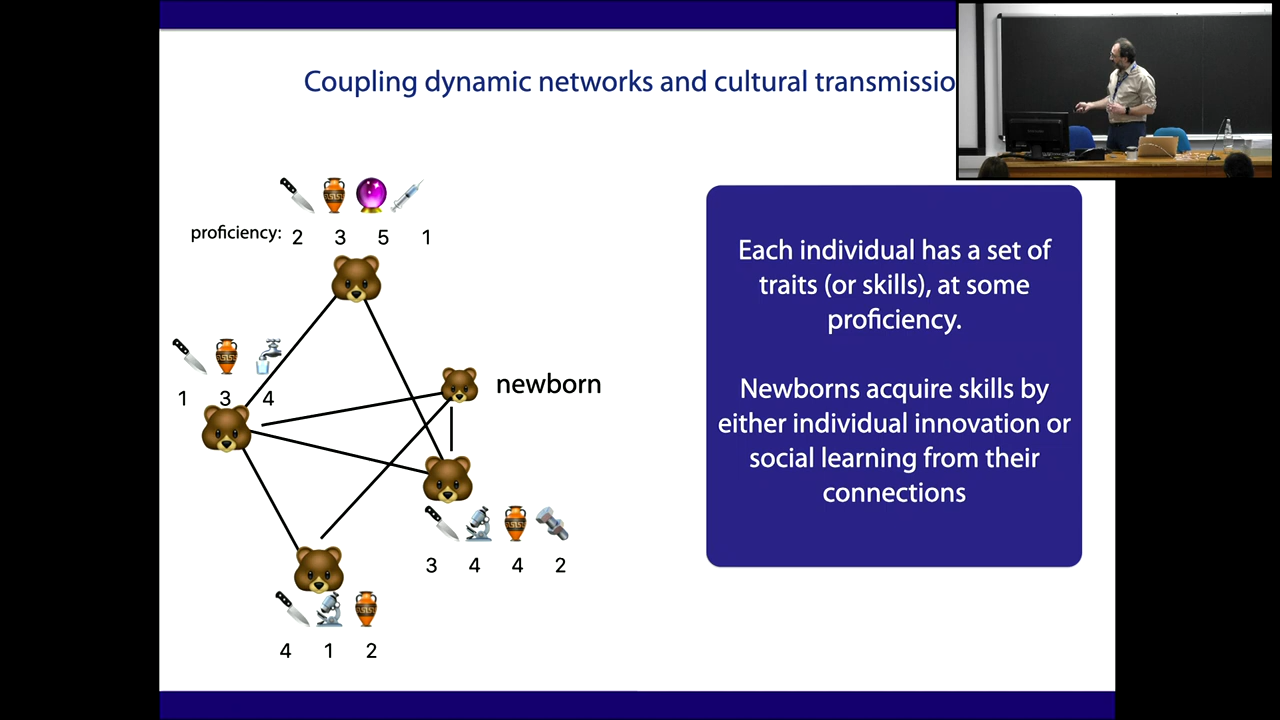 Coupling dynamic networks and cultural transmissio
proficiency: 2 3 5 1
1 3 4
newborn
3 4 4 2
4 1 2
Each individual has a set of
traits (or skills), at some
proficiency.
Newborns acquire skills by
either individual innovation or
social learning from their
connections